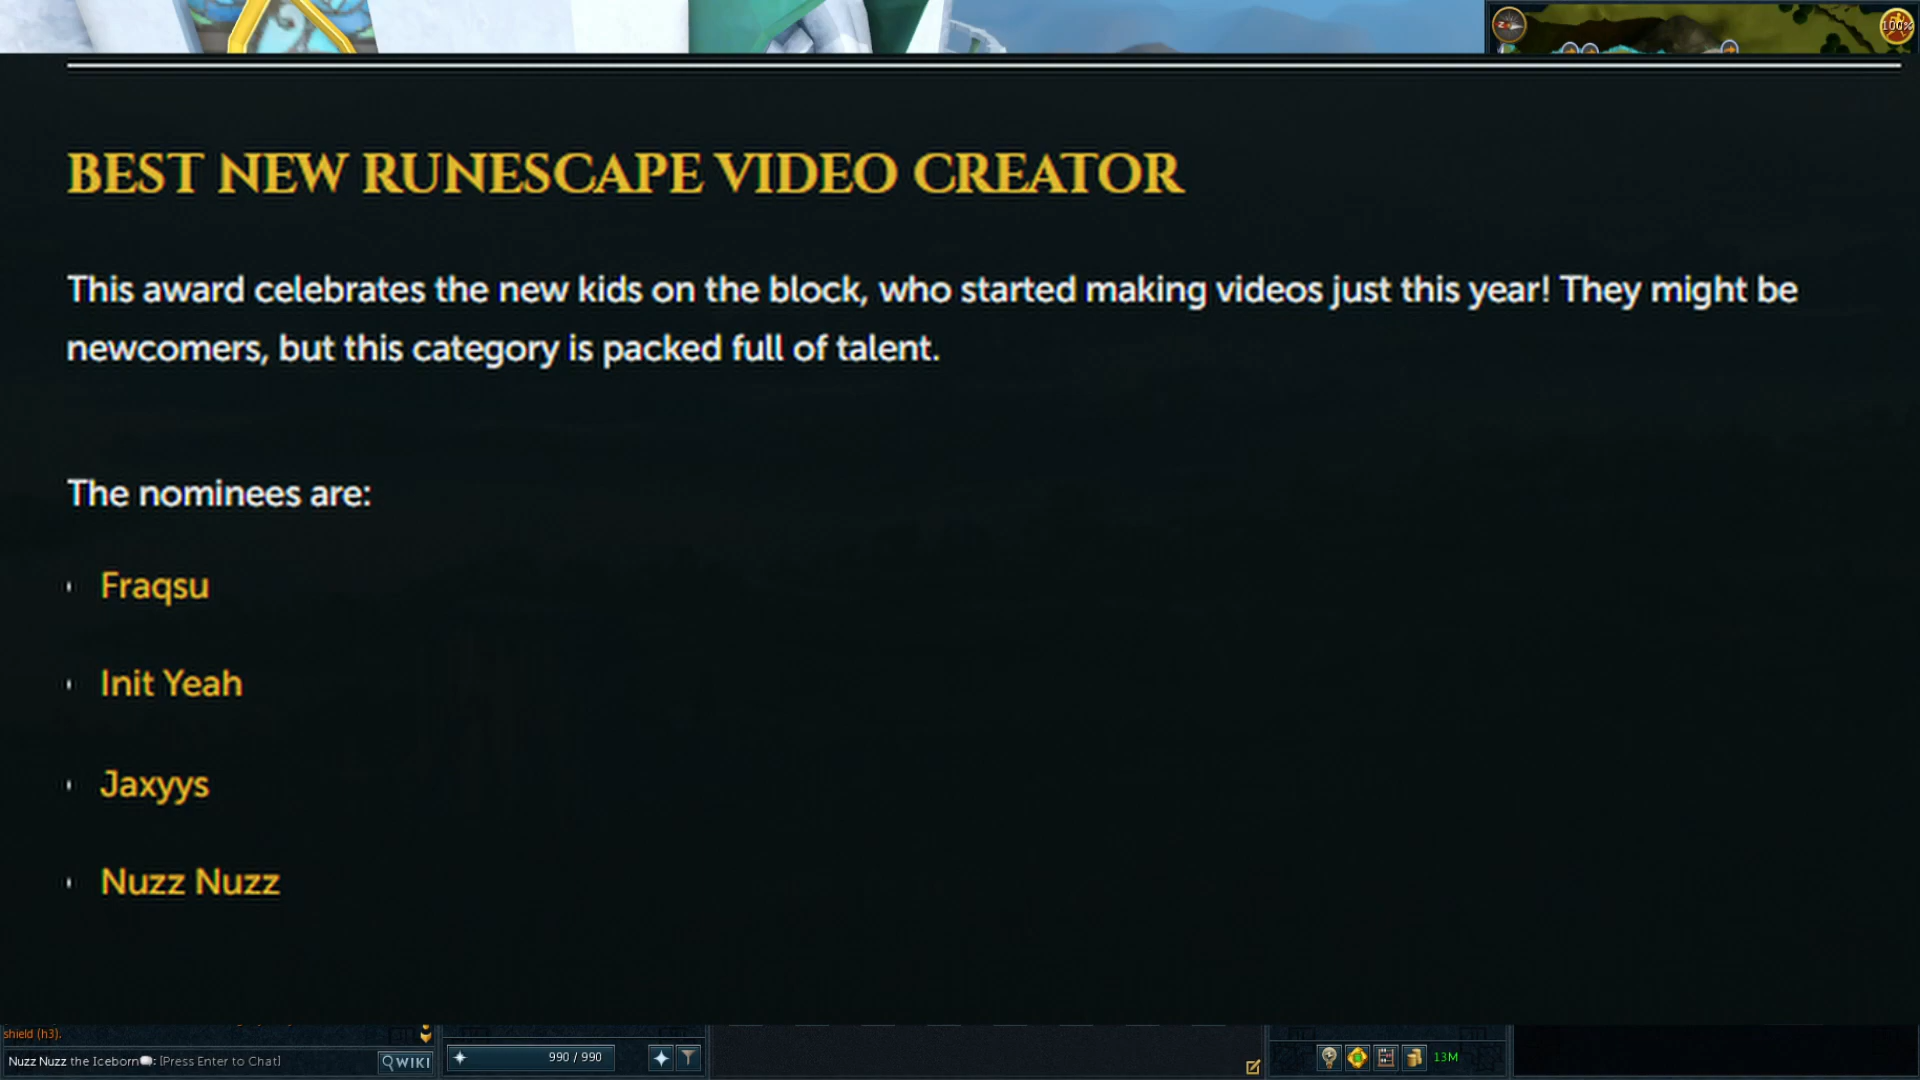 100%
BEST NEW RUNESCAPE VIDEO CREATOR
This award celebrates the new kids on the block, who started making videos just this year! They might be
newcomers, but this category is packed full of talent.
The nominees are:
Fraqsu
Init Yeah
Jaxyys
Nuzz Nuzz
shield (h3).
Nuzz Nuzz the Iceborn: [Press Enter to Chat]
WIKI
990 / 990
13M